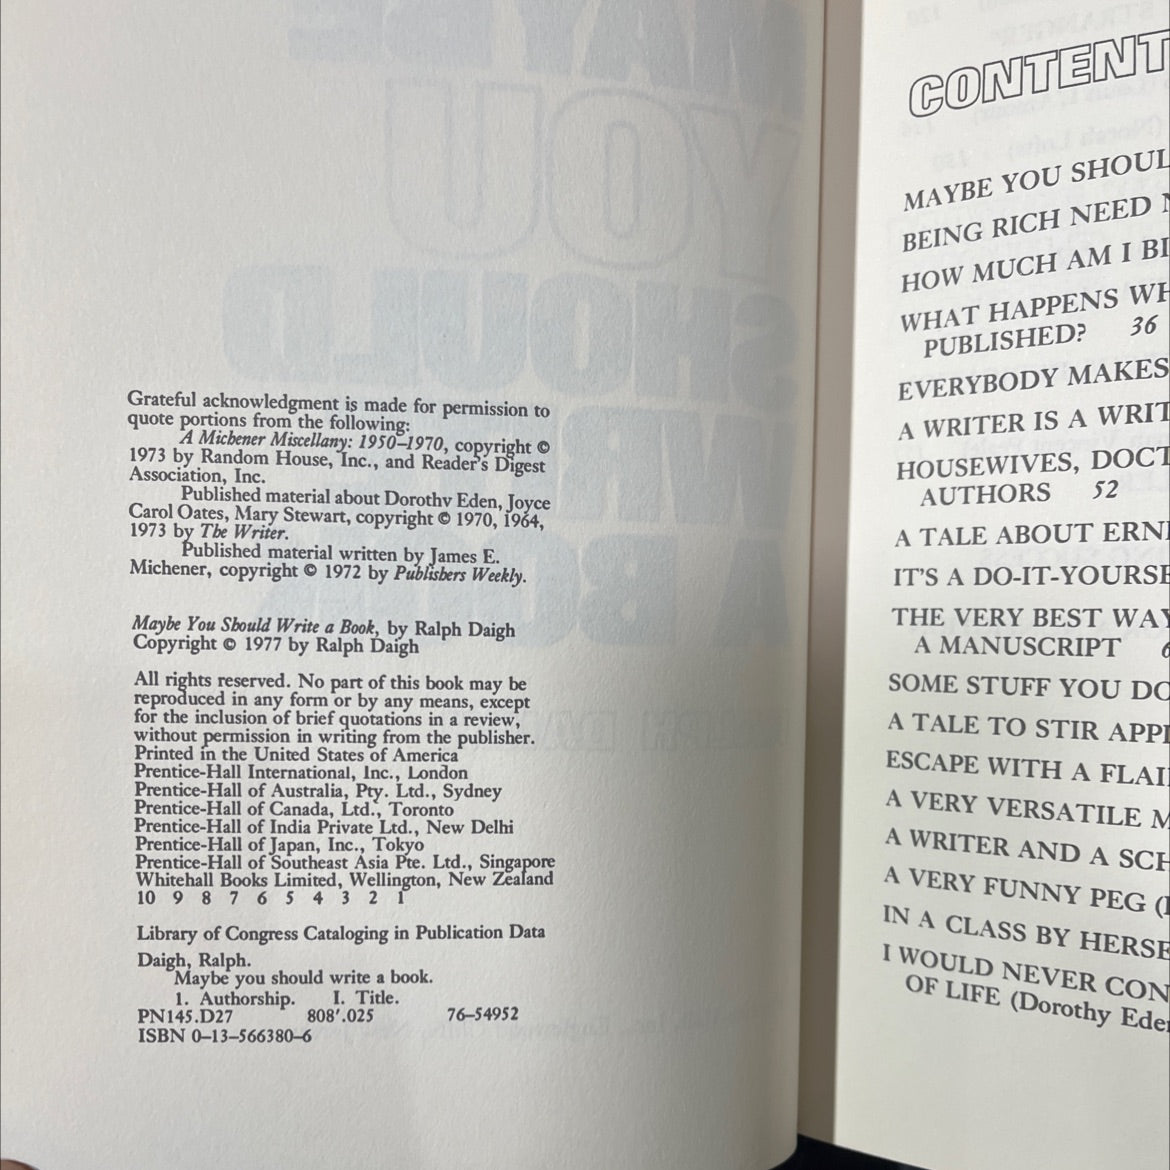 Grateful acknowledgment is made for permission to
quote portions from the following:
A Michener Miscellany: 1950–1970, copyright ©
1973 by Random House, Inc., and Reader's Digest
Association, Inc.
Published material about Dorothy Eden, Joyce
Carol Oates, Mary Stewart, copyright © 1970, 1964,
1973 by The Writer.
Published material written by James E.
Michener, copyright © 1972 by Publishers Weekly.
Maybe You Should Write a Book, by Ralph Daigh
Copyright © 1977 by Ralph Daigh
All rights reserved. No part of this book may be
reproduced in any form or by any means, except
for the inclusion of brief quotations in a review,
without permission in writing from the publisher.
Printed in the United States of America
Prentice-Hall International, Inc., London
Prentice-Hall of Australia, Pty. Ltd., Sydney
Prentice-Hall of Canada, Ltd., Toronto
Prentice-Hall of India Private Ltd., New Delhi
Prentice-Hall of Japan, Inc., Tokyo
Prentice-Hall of Southeast Asia Pte. Ltd., Singapore
Whitehall Books Limited, Wellington, New Zealand
10 9 8 7 6 5 4 3 2 1
Library of Congress Cataloging in Publication Data
Daigh, Ralph.
Maybe you should write a book.
1. Authorship. I. Title.
PN145.D27 808'.025 76–54952
ISBN 0–13–566380–6
CONTENT
MAYBE YOU SHOUL
BEING RICH NEED N
HOW MUCH AM I BI
WHAT HAPPENS WH
PUBLISHED? 36
EVERYBODY MAKES
A WRITER IS A WRIT
HOUSEWIVES, DOCT
AUTHORS 52
A TALE ABOUT ERN
IT'S A DO-IT-YOURSE
THE VERY BEST WAY
A MANUSCRIPT 6
SOME STUFF YOU DO
A TALE TO STIR APP
ESCAPE WITH A FLAI
A VERY VERSATILE M
A WRITER AND A SCH
A VERY FUNNY PEG (
IN A CLASS BY HERSE
I WOULD NEVER CON
OF LIFE (Dorothy Ede